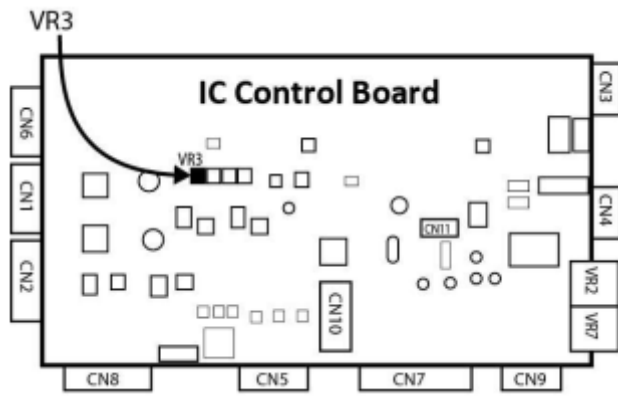 VR3
IC Control Board
CN3
CN6
VR3
CN1
CN4
CN11
CN2
VR2
CN10
VR7
CN8
CN5
CN7
CN9